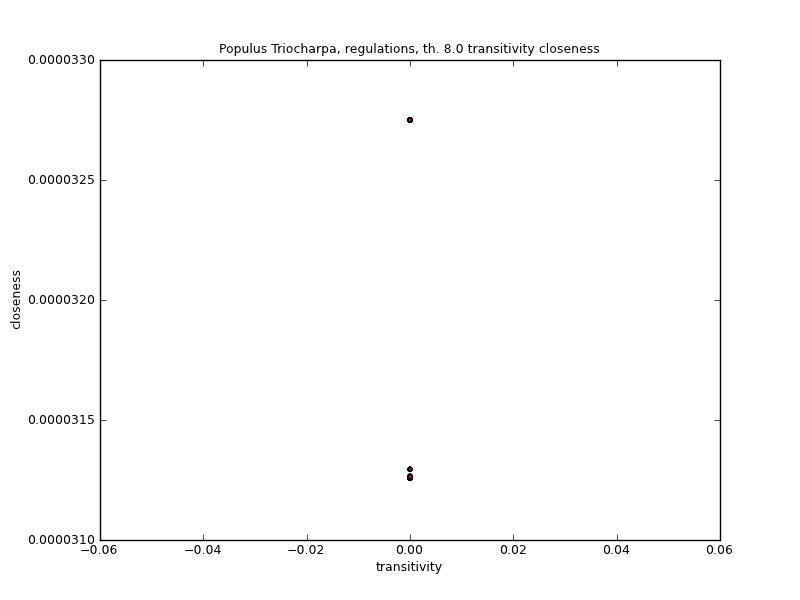 Populus Triocharpa, regulations, th. 8.0 transitivity closeness
0.0000330
0.0000325
0.0000320
0.0000315
0.0000310
closeness
−0.06 −0.04 −0.02 0.00 0.02 0.04 0.06
transitivity